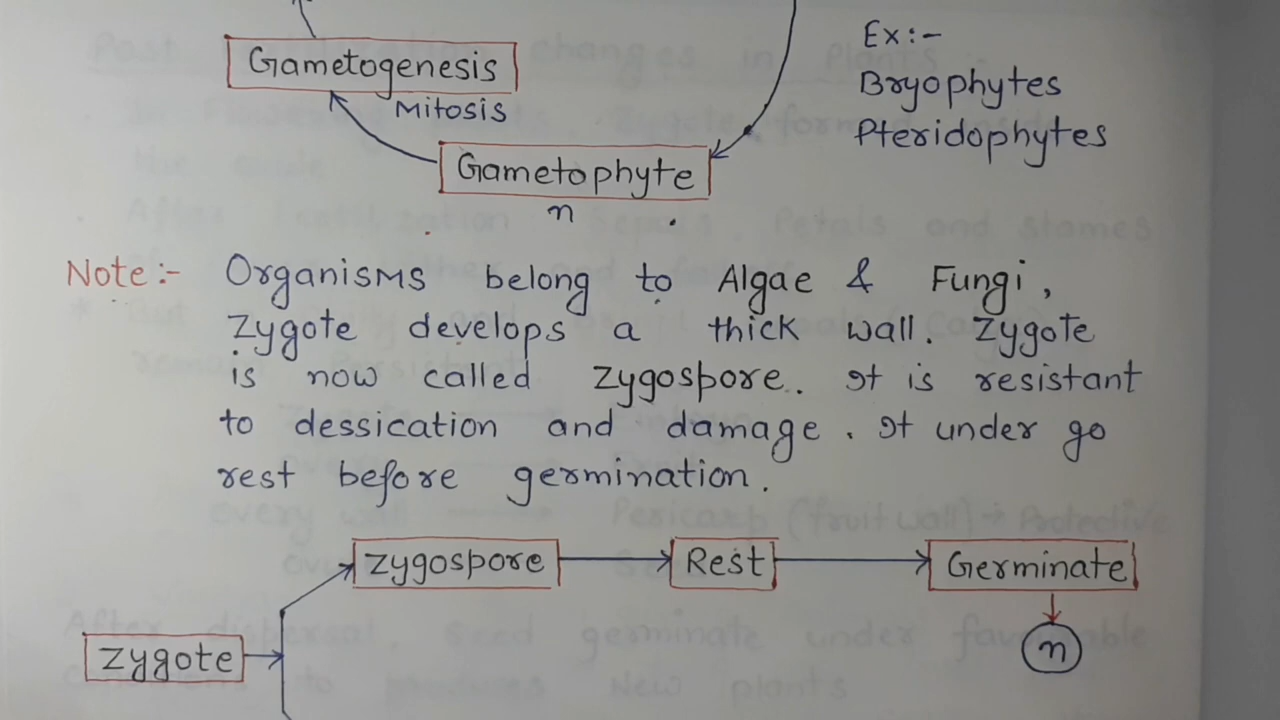 Ex:-
Gametogenesis
Bryophytes
Mitosis
Pteridophytes
Gametophyte
n
Note:- Organisms belong to Algae & Fungi,
Zygote develops a thick wall. Zygote
is now called Zygospore. It is resistant
to dessication and damage. It under go
rest before germination.
Zygospore Rest Germinate
Zygote n